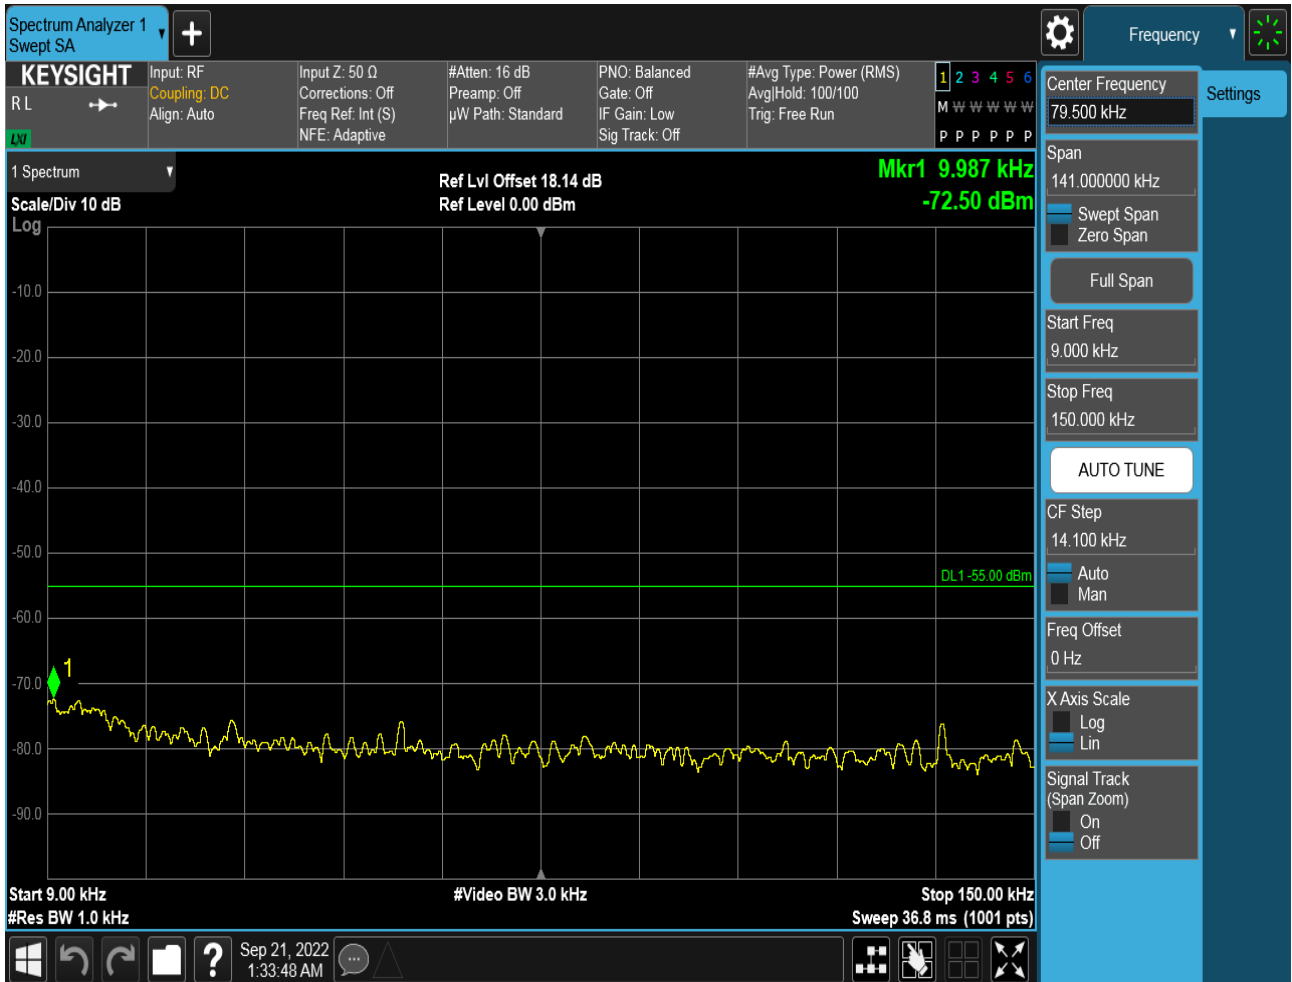 Spectrum Analyzer 1
Swept SA
Frequency
KEYSIGHT
R L
LXI
Input: RF
Coupling: DC
Align: Auto
Input Z: 50 Ω
Corrections: Off
Freq Ref: Int (S)
NFE: Adaptive
#Atten: 16 dB
Preamp: Off
µW Path: Standard
PNO: Balanced
Gate: Off
IF Gain: Low
Sig Track: Off
#Avg Type: Power (RMS)
Avg|Hold: 100/100
Trig: Free Run
1 2 3 4 5 6
M W W W W W
P P P P P P
1 Spectrum
Scale/Div 10 dB
Log
Ref Lvl Offset 18.14 dB
Ref Level 0.00 dBm
Mkr1 9.987 kHz
-72.50 dBm
-10.0
-20.0
-30.0
-40.0
-50.0
DL1 -55.00 dBm
-60.0
1
-70.0
-80.0
-90.0
Start 9.00 kHz
#Video BW 3.0 kHz
Stop 150.00 kHz
#Res BW 1.0 kHz
Sweep 36.8 ms (1001 pts)
?
Sep 21, 2022
1:33:48 AM
Center Frequency
79.500 kHz
Settings
Span
141.000000 kHz
Swept Span
Zero Span
Full Span
Start Freq
9.000 kHz
Stop Freq
150.000 kHz
AUTO TUNE
CF Step
14.100 kHz
Auto
Man
Freq Offset
0 Hz
X Axis Scale
Log
Lin
Signal Track
(Span Zoom)
On
Off